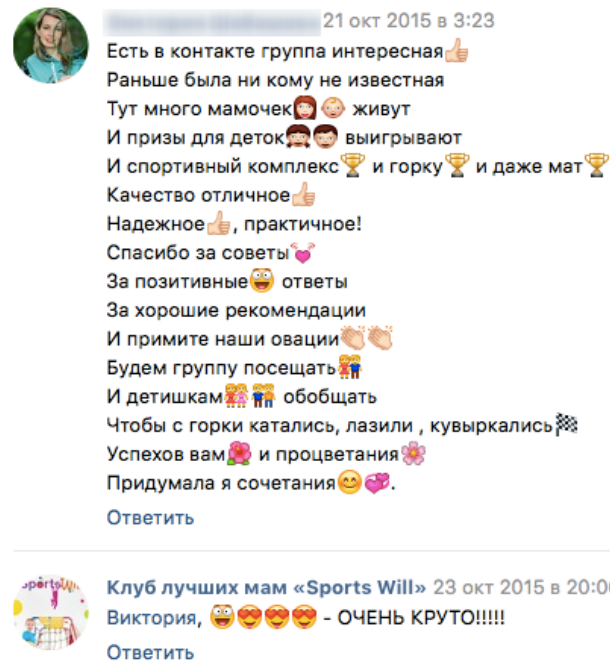 21 окт 2015 в 3:23
Есть в контакте группа интересная👍
Раньше была ни кому не известная
Тут много мамочек👩👶 живут
И призы для деток👧👦 выигрывают
И спортивный комплекс🏆 и горку🏆 и даже мат🏆
Качество отличное👍
Надежное👍, практичное!
Спасибо за советы💓
За позитивные😀 ответы
За хорошие рекомендации
И примите наши овации👏👏
Будем группу посещать👫
И детишкам👭👬 обобщать
Чтобы с горки катались, лазили , кувыркались🏁
Успехов вам🌺 и процветания🌸
Придумала я сочетания😊💞.
Ответить
Sports
Клуб лучших мам «Sports Will» 23 окт 2015 в
Виктория, 😀😍😍😍 - ОЧЕНЬ КРУТО!!!!!
Ответить